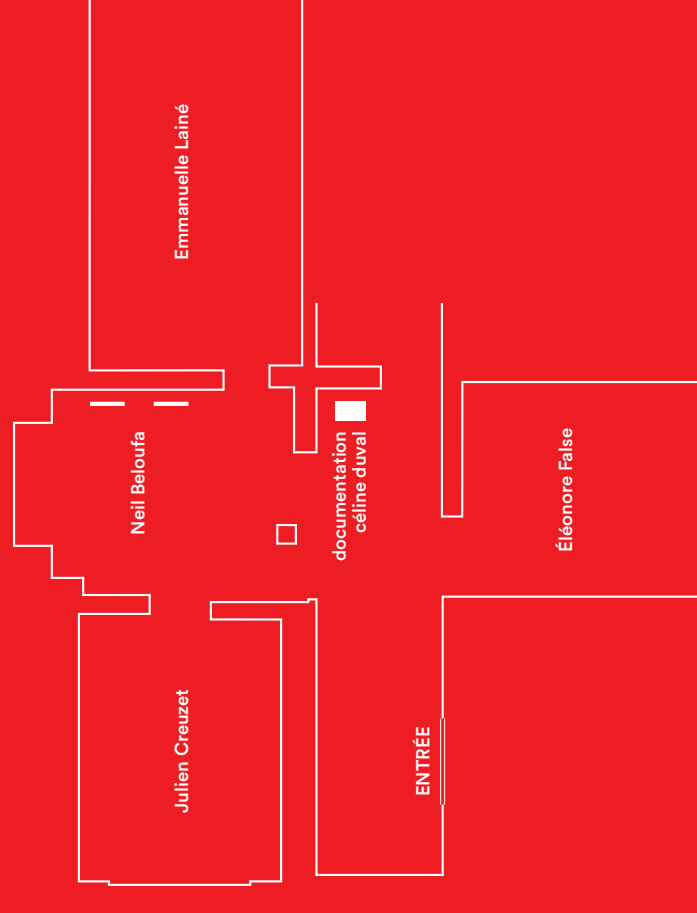 Emmanuelle Lainé
Neil Beloufa
documentation
céline duval
Éléonore False
Julien Creuzet
ENTRÉE